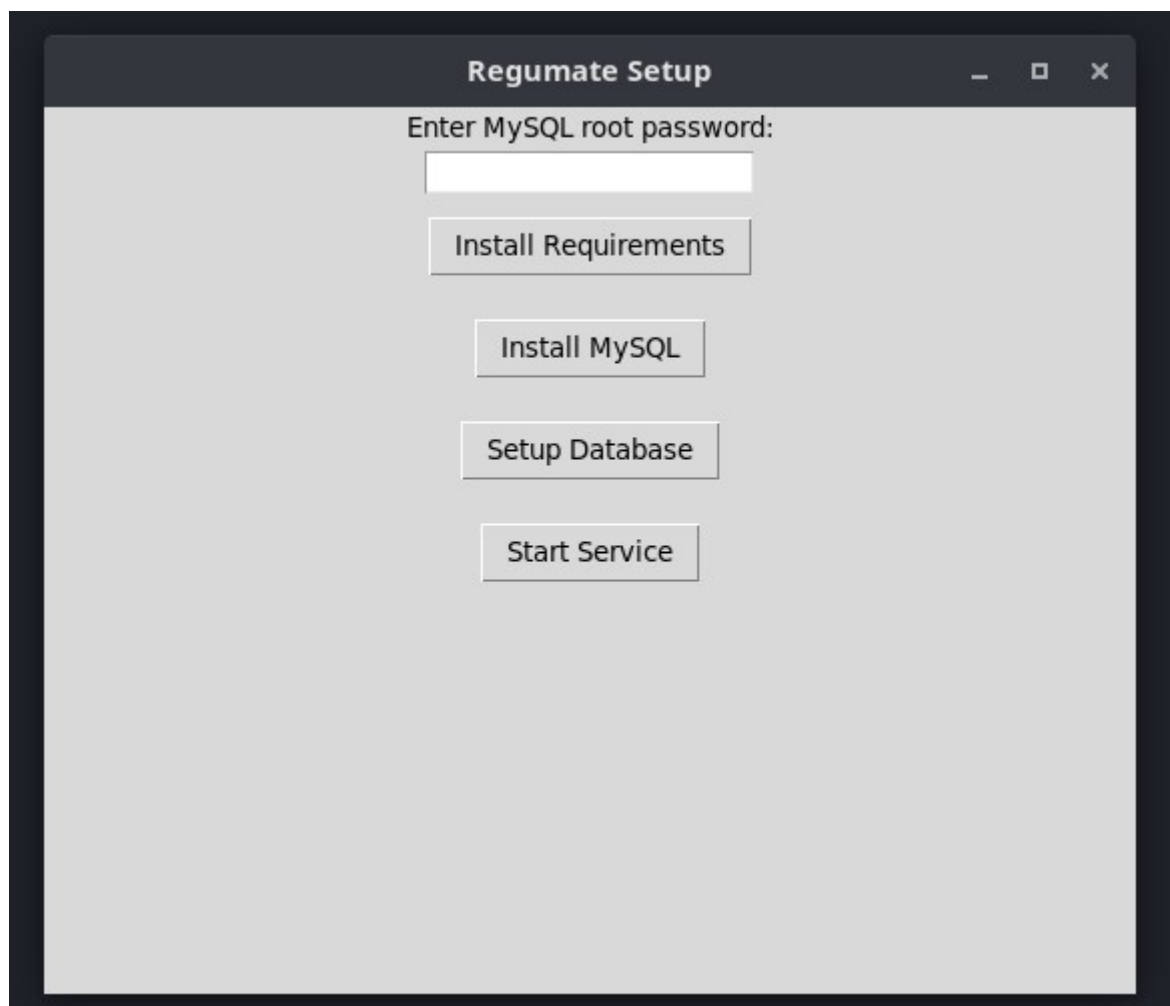 Regumate Setup
Enter MySQL root password:
Install Requirements
Install MySQL
Setup Database
Start Service